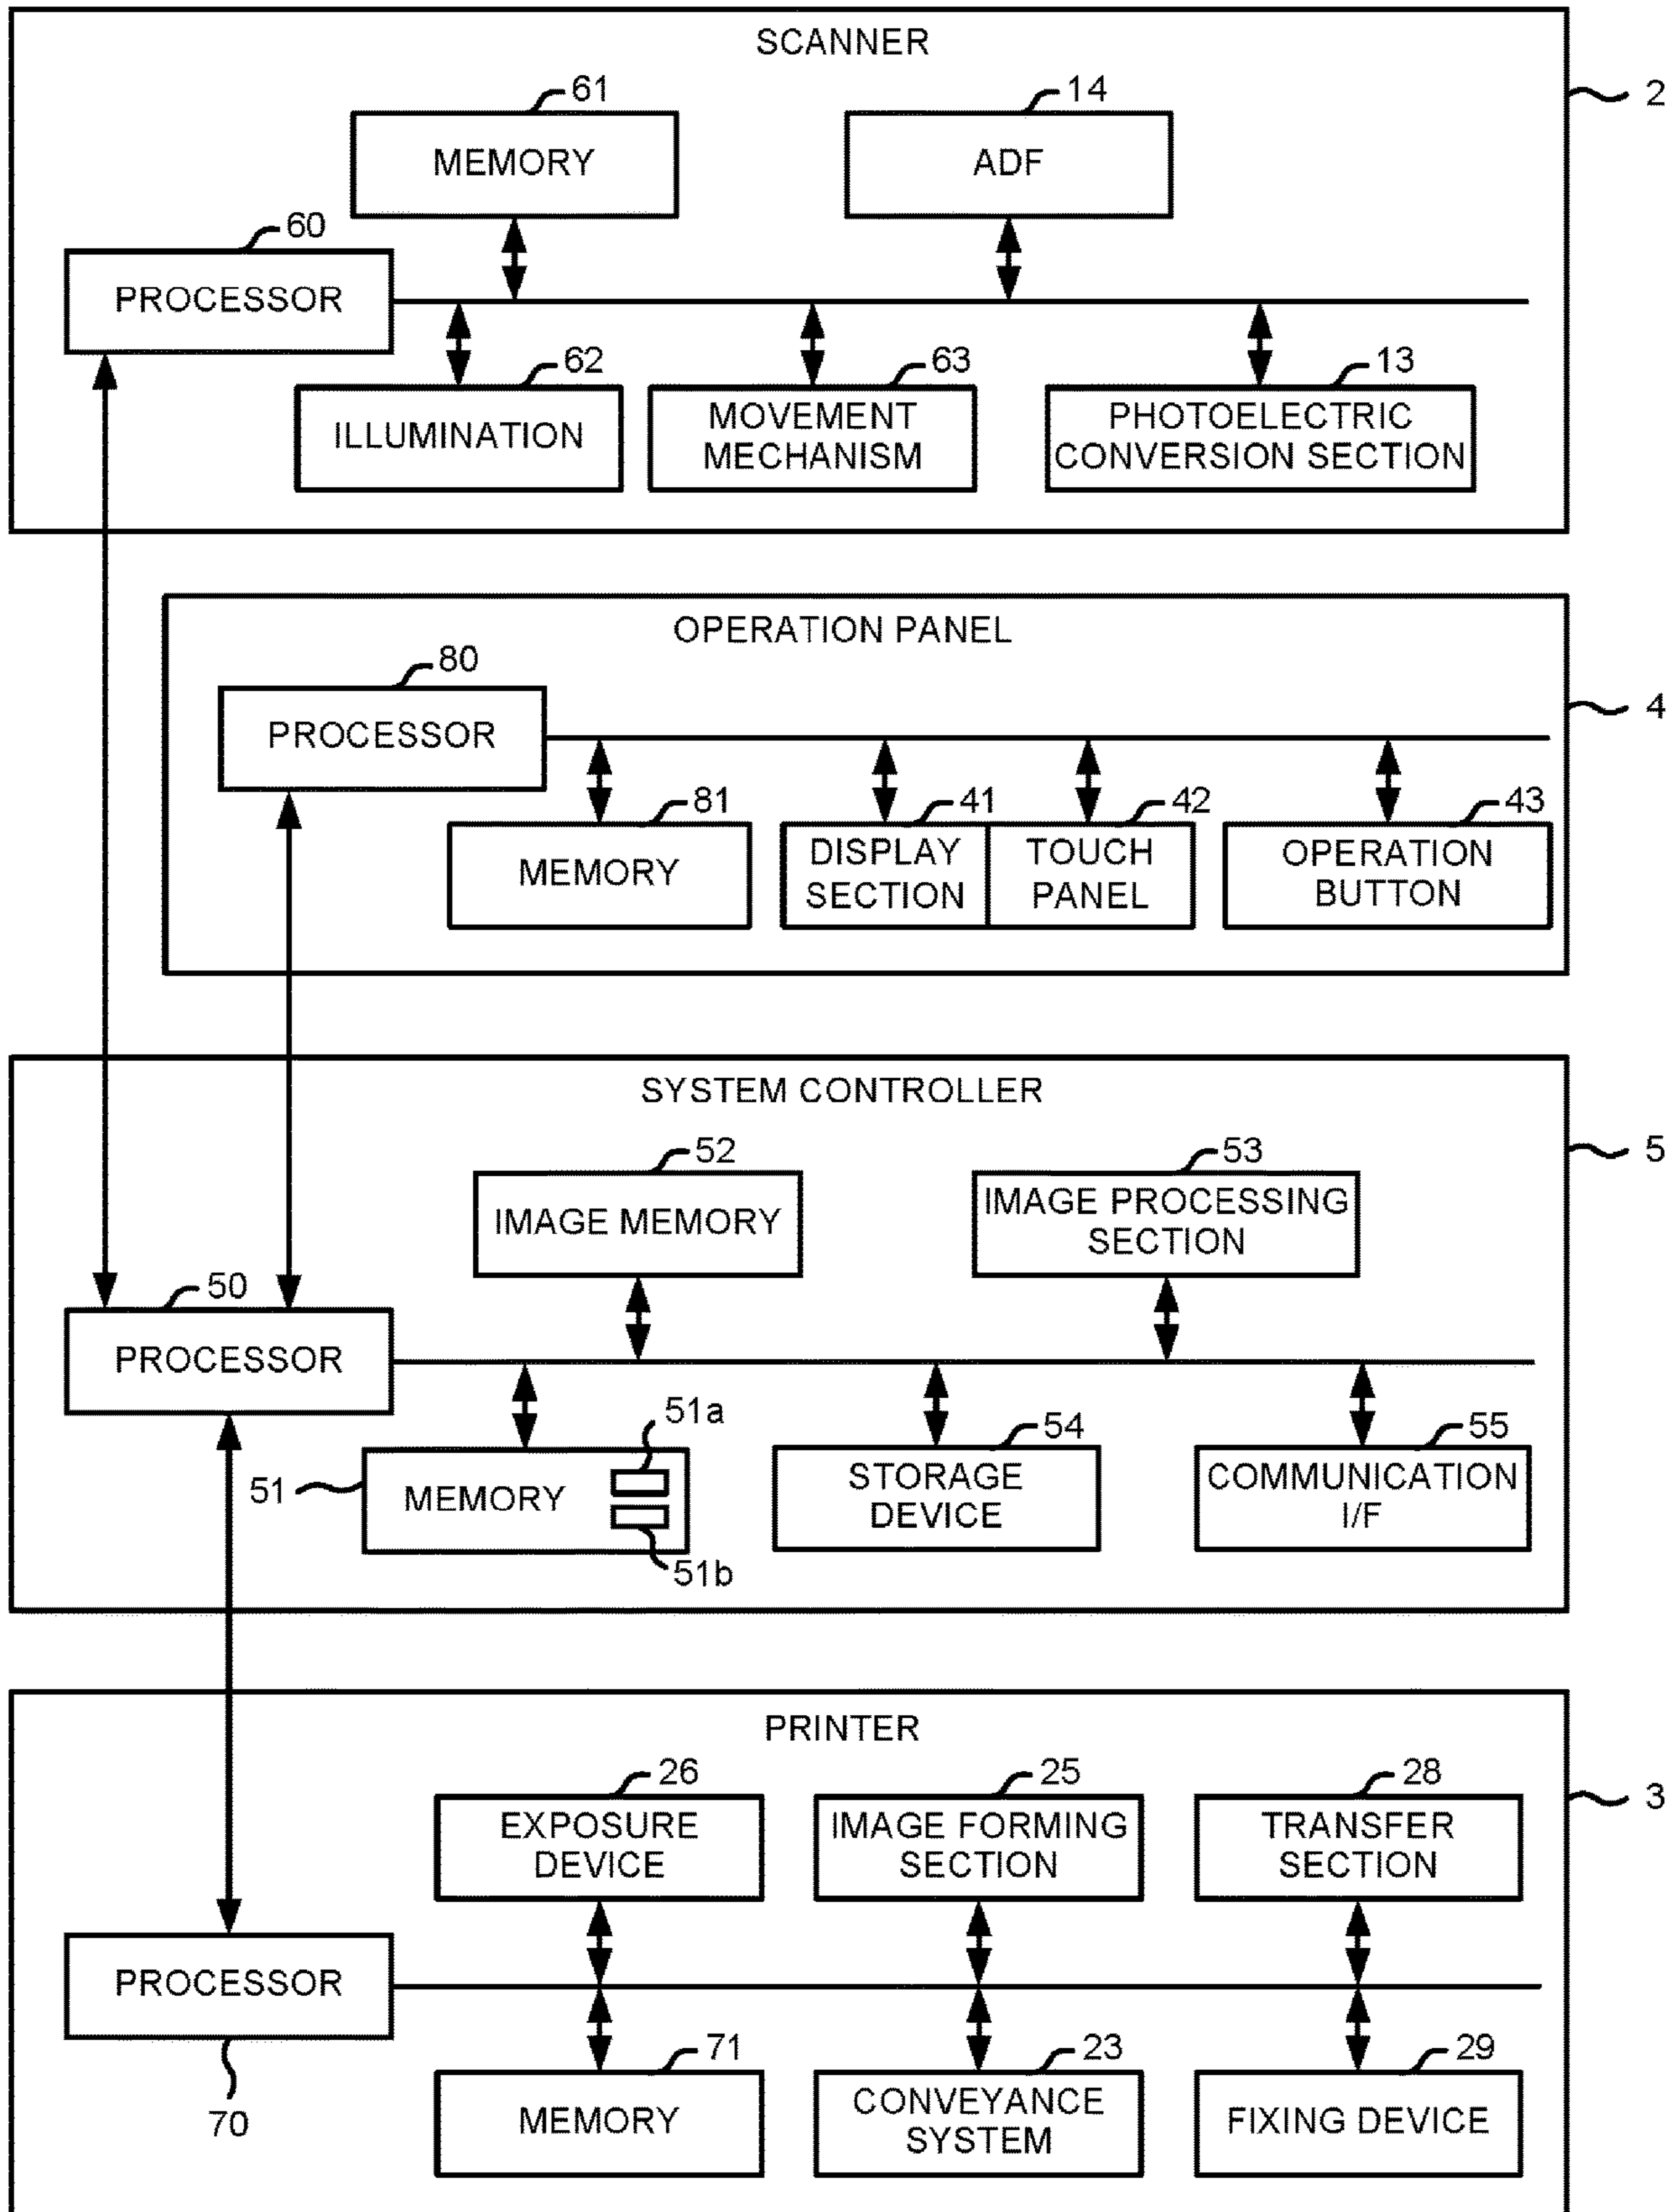 SCANNER
2
61
MEMORY
14
ADF
60
PROCESSOR
62
ILLUMINATION
63
MOVEMENT
MECHANISM
13
PHOTOELECTRIC
CONVERSION SECTION
OPERATION PANEL
4
80
PROCESSOR
81
MEMORY
41
DISPLAY
SECTION
42
TOUCH
PANEL
43
OPERATION
BUTTON
SYSTEM CONTROLLER
5
52
IMAGE MEMORY
53
IMAGE PROCESSING
SECTION
50
PROCESSOR
51
MEMORY
51a
51b
54
STORAGE
DEVICE
55
COMMUNICATION
I/F
PRINTER
3
26
EXPOSURE
DEVICE
25
IMAGE FORMING
SECTION
28
TRANSFER
SECTION
PROCESSOR
70
71
MEMORY
23
CONVEYANCE
SYSTEM
29
FIXING DEVICE